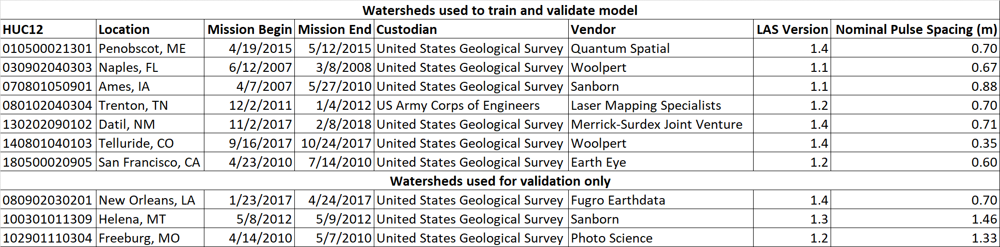 Watersheds used to train and validate model
HUC12 Location Mission Begin Mission End Custodian Vendor LAS Version Nominal Pulse Spacing (m)
010500021301 Penobscot, ME 4/19/2015 5/12/2015 United States Geological Survey Quantum Spatial 1.4 0.70
030902040303 Naples, FL 6/12/2007 3/8/2008 United States Geological Survey Woolpert 1.1 0.67
070801050901 Ames, IA 4/7/2007 5/27/2010 United States Geological Survey Sanborn 1.1 0.88
080102040304 Trenton, TN 12/2/2011 1/4/2012 US Army Corps of Engineers Laser Mapping Specialists 1.2 0.70
130202090102 Datil, NM 11/2/2017 2/8/2018 United States Geological Survey Merrick-Surdex Joint Venture 1.4 0.71
140801040103 Telluride, CO 9/16/2017 10/24/2017 United States Geological Survey Woolpert 1.4 0.35
180500020905 San Francisco, CA 4/23/2010 7/14/2010 United States Geological Survey Earth Eye 1.2 0.60
Watersheds used for validation only
080902030201 New Orleans, LA 1/23/2017 4/24/2017 United States Geological Survey Fugro Earthdata 1.4 0.70
100301011309 Helena, MT 5/8/2012 5/9/2012 United States Geological Survey Sanborn 1.3 1.46
102901110304 Freeburg, MO 4/14/2010 5/7/2010 United States Geological Survey Photo Science 1.2 1.33